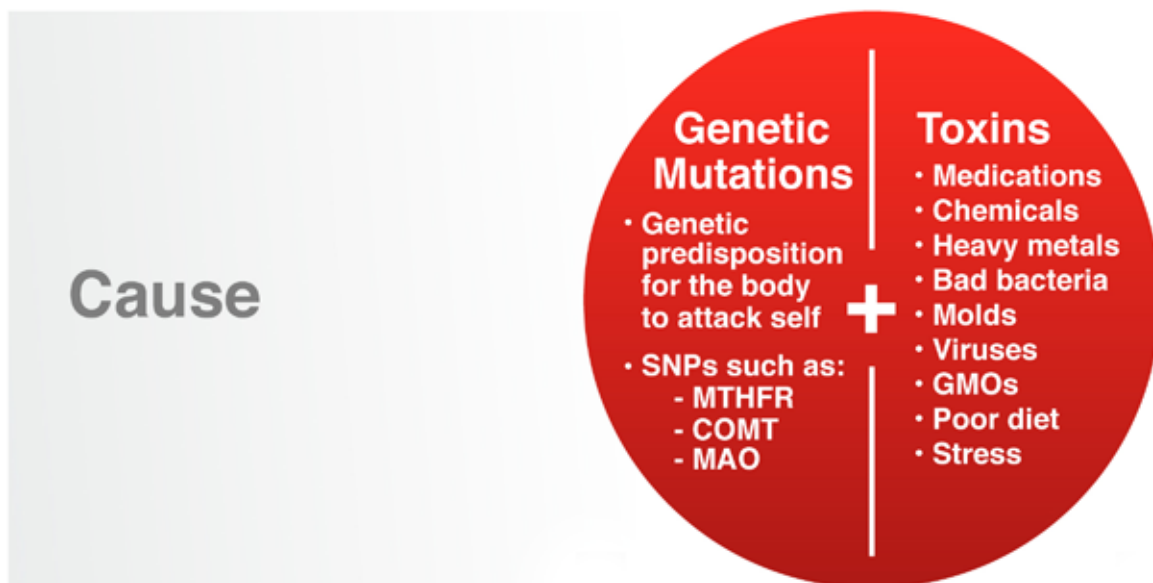 Cause
Genetic
Mutations
• Genetic
predisposition
for the body
to attack self
• SNPs such as:
- MTHFR
- COMT
- MAO
+
Toxins
• Medications
• Chemicals
• Heavy metals
• Bad bacteria
• Molds
• Viruses
• GMOs
• Poor diet
• Stress